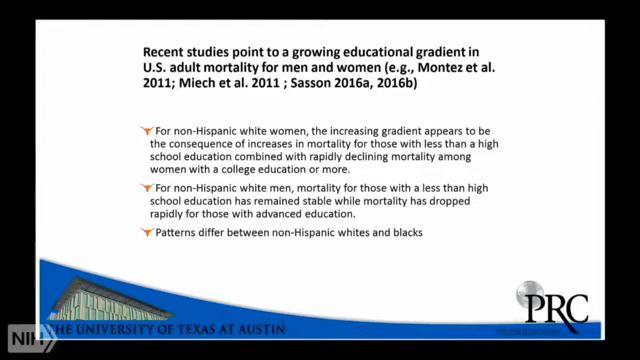 Recent studies point to a growing educational gradient in
U.S. adult mortality for men and women (e.g., Montez et al.
2011; Miech et al. 2011 ; Sasson 2016a, 2016b)
For non-Hispanic white women, the increasing gradient appears to be
the consequence of increases in mortality for those with less than a high
school education combined with rapidly declining mortality among
women with a college education or more.
For non-Hispanic white men, mortality for those with a less than high
school education has remained stable while mortality has dropped
rapidly for those with advanced education.
Patterns differ between non-Hispanic whites and blacks
PRC
NIH
THE UNIVERSITY OF TEXAS AT AUSTIN